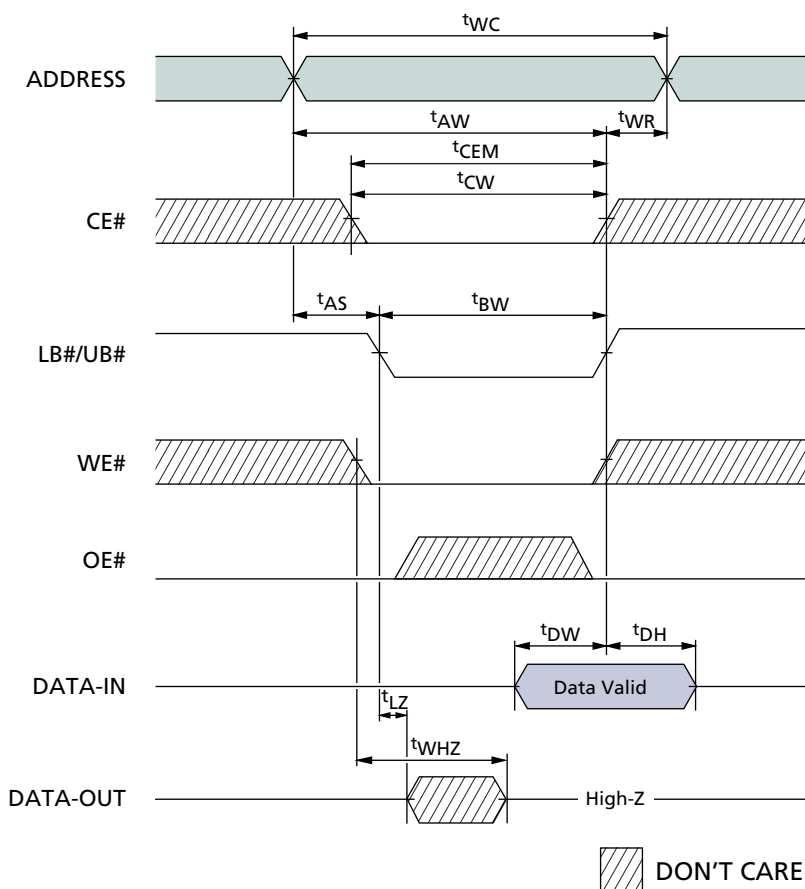 tWC
ADDRESS
tAW tWR
tCEM
tCW
CE#
tAS tBW
LB#/UB#
WE#
OE#
tDW tDH
DATA-IN Data Valid
tLZ
tWHZ
DATA-OUT High-Z
DON'T CARE